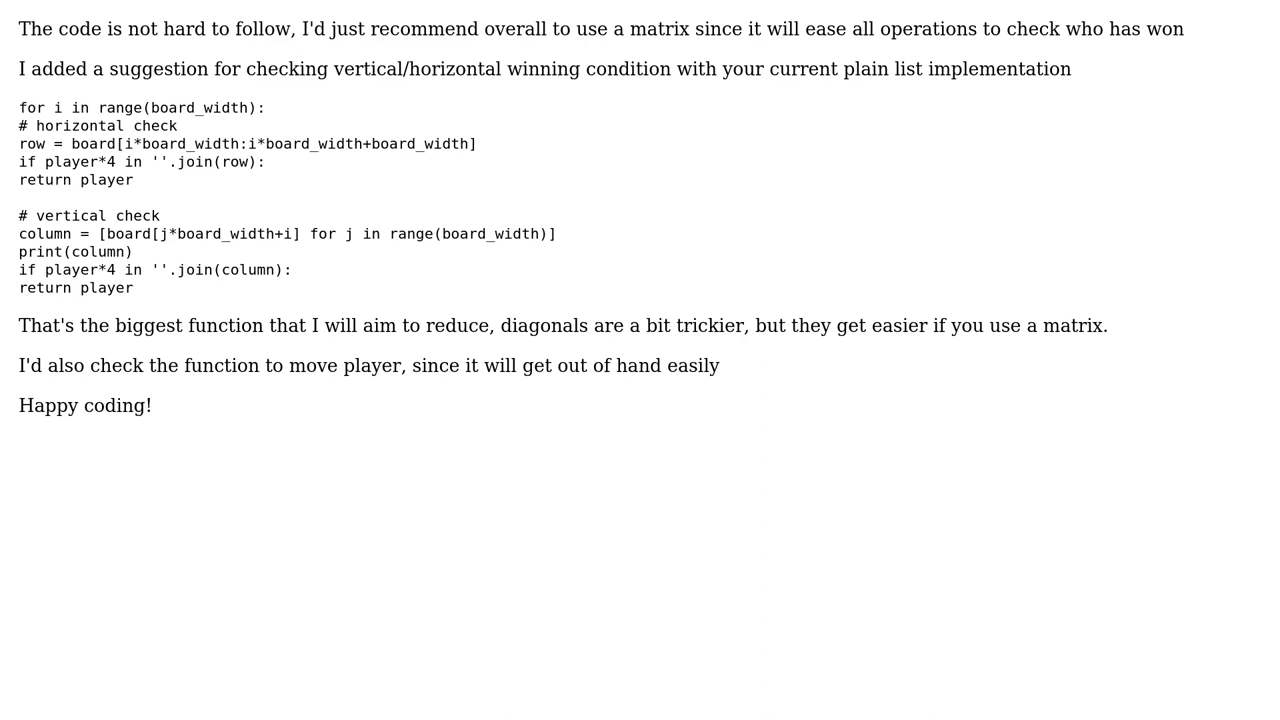 The code is not hard to follow, I'd just recommend overall to use a matrix since it will ease all operations to check who has won
I added a suggestion for checking vertical/horizontal winning condition with your current plain list implementation
for i in range(board_width):
# horizontal check
row = board[i*board_width:i*board_width+board_width]
if player*4 in ''.join(row):
return player
# vertical check
column = [board[j*board_width+i] for j in range(board_width)]
print(column)
if player*4 in ''.join(column):
return player
That's the biggest function that I will aim to reduce, diagonals are a bit trickier, but they get easier if you use a matrix.
I'd also check the function to move player, since it will get out of hand easily
Happy coding!